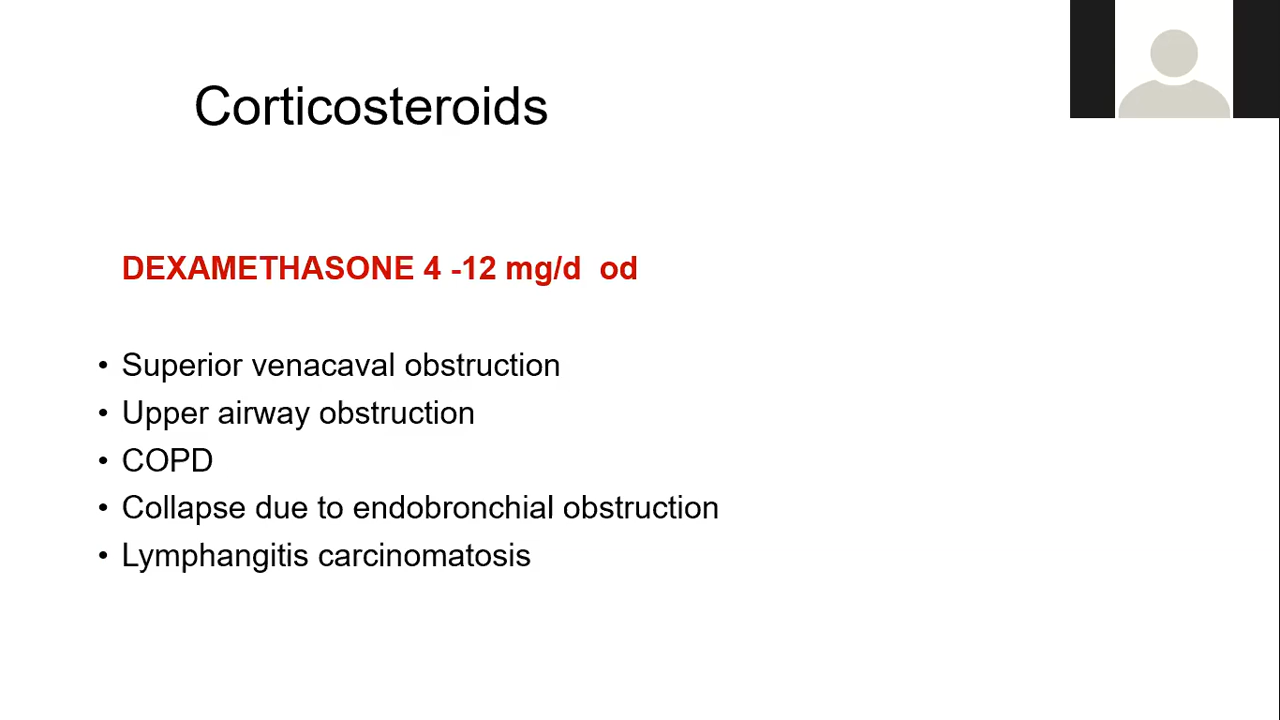 Corticosteroids
DEXAMETHASONE 4 -12 mg/d  od
• Superior venacaval obstruction
• Upper airway obstruction
• COPD
• Collapse due to endobronchial obstruction
• Lymphangitis carcinomatosis